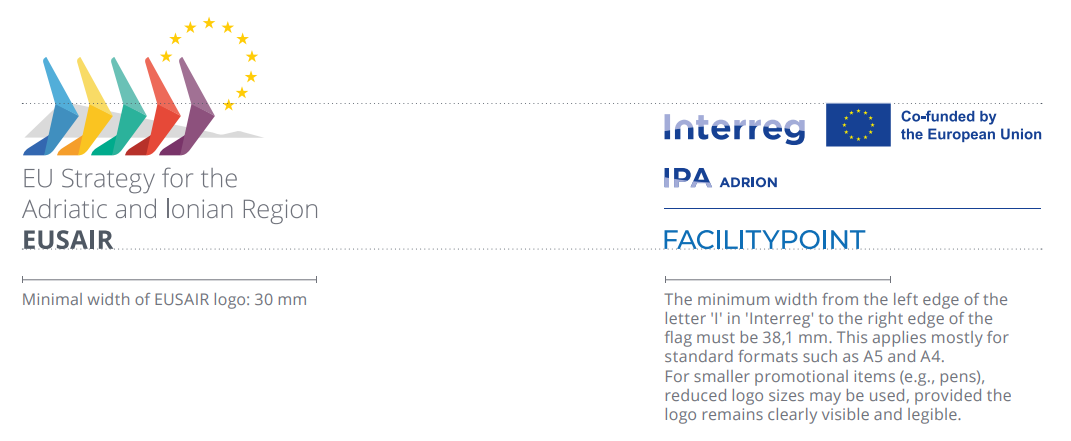 EU Strategy for the
Adriatic and Ionian Region
EUSAIR
Minimal width of EUSAIR logo: 30 mm
Interreg
Co-funded by
the European Union
IPA ADRION
FACILITYPOINT
The minimum width from the left edge of the
letter 'I' in 'Interreg' to the right edge of the
flag must be 38,1 mm. This applies mostly for
standard formats such as A5 and A4.
For smaller promotional items (e.g., pens),
reduced logo sizes may be used, provided the
logo remains clearly visible and legible.